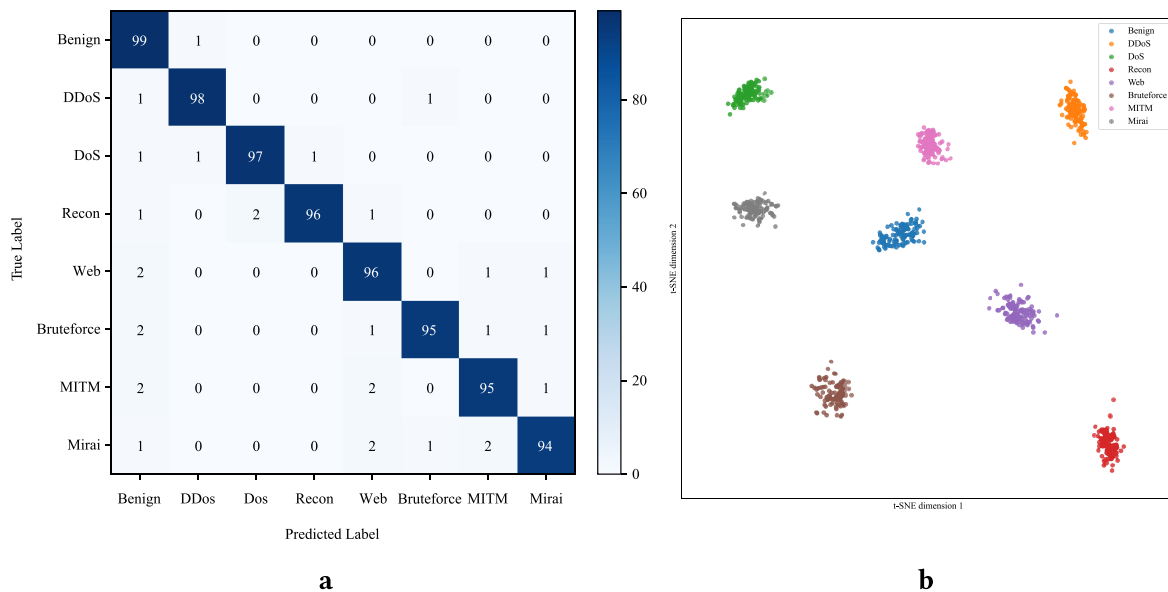 Benign 99 1 0 0 0 0 0 0
DDoS 1 98 0 0 0 1 0 0
DoS 1 1 97 1 0 0 0 0
Recon 1 0 2 96 1 0 0 0
Web 2 0 0 0 96 0 1 1
Bruteforce 2 0 0 0 1 95 1 1
MITM 2 0 0 0 2 0 95 1
Mirai 1 0 0 0 2 1 2 94
True Label
Benign DDos Dos Recon Web Bruteforce MITM Mirai
Predicted Label
80
60
40
20
0
a
Benign
DDoS
DoS
Recon
Web
Bruteforce
MITM
Mirai
t-SNE dimension 2
t-SNE dimension 1
b